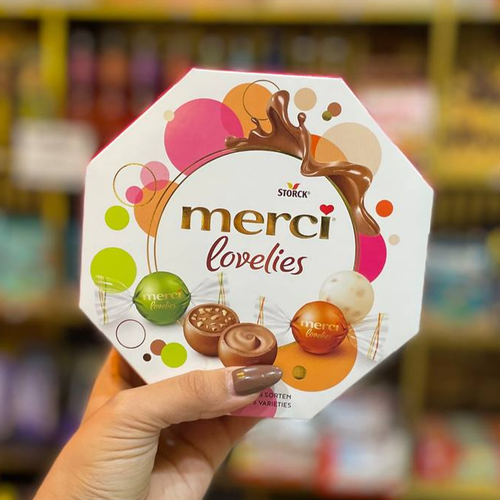 STORCK®
merci
lovelies
merci
lovelies
merci
lovelies
SORTEN
VARIETIES